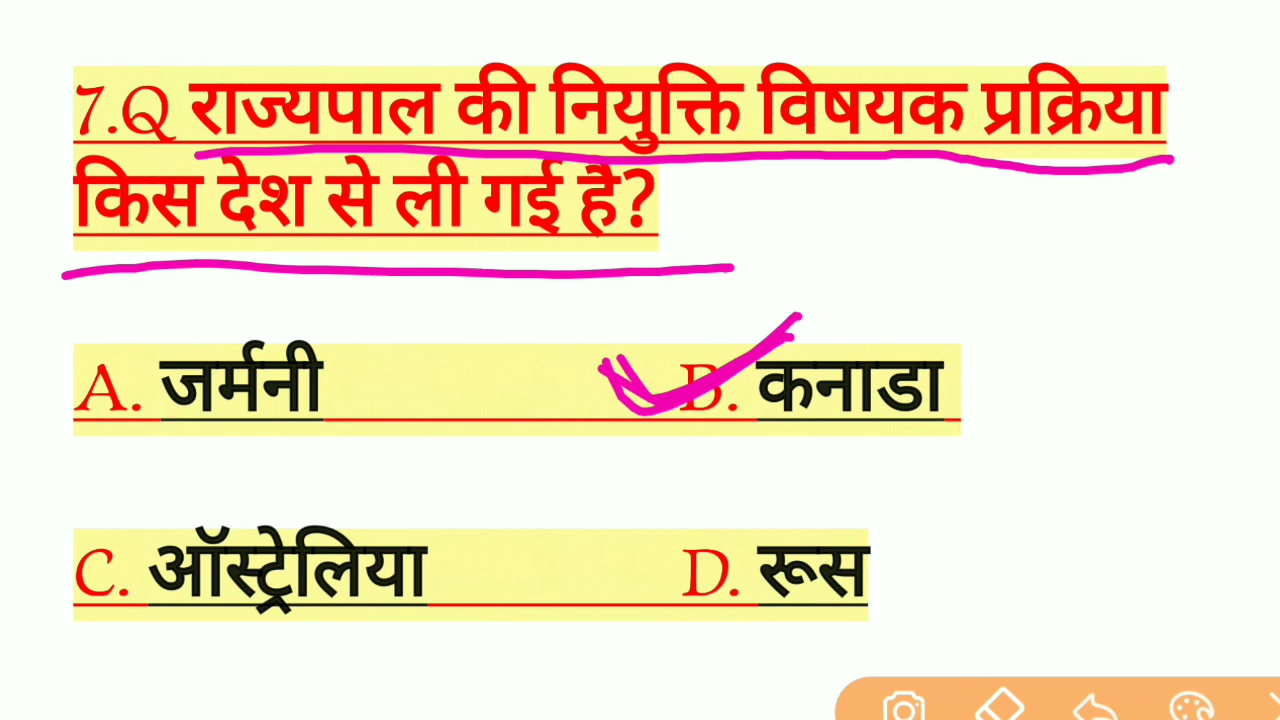 7.Q राज्यपाल की नियुक्ति विषयक प्रक्रिया
किस देश से ली गई है?
A. जर्मनी B. कनाडा
C. ऑस्ट्रेलिया D. रूस